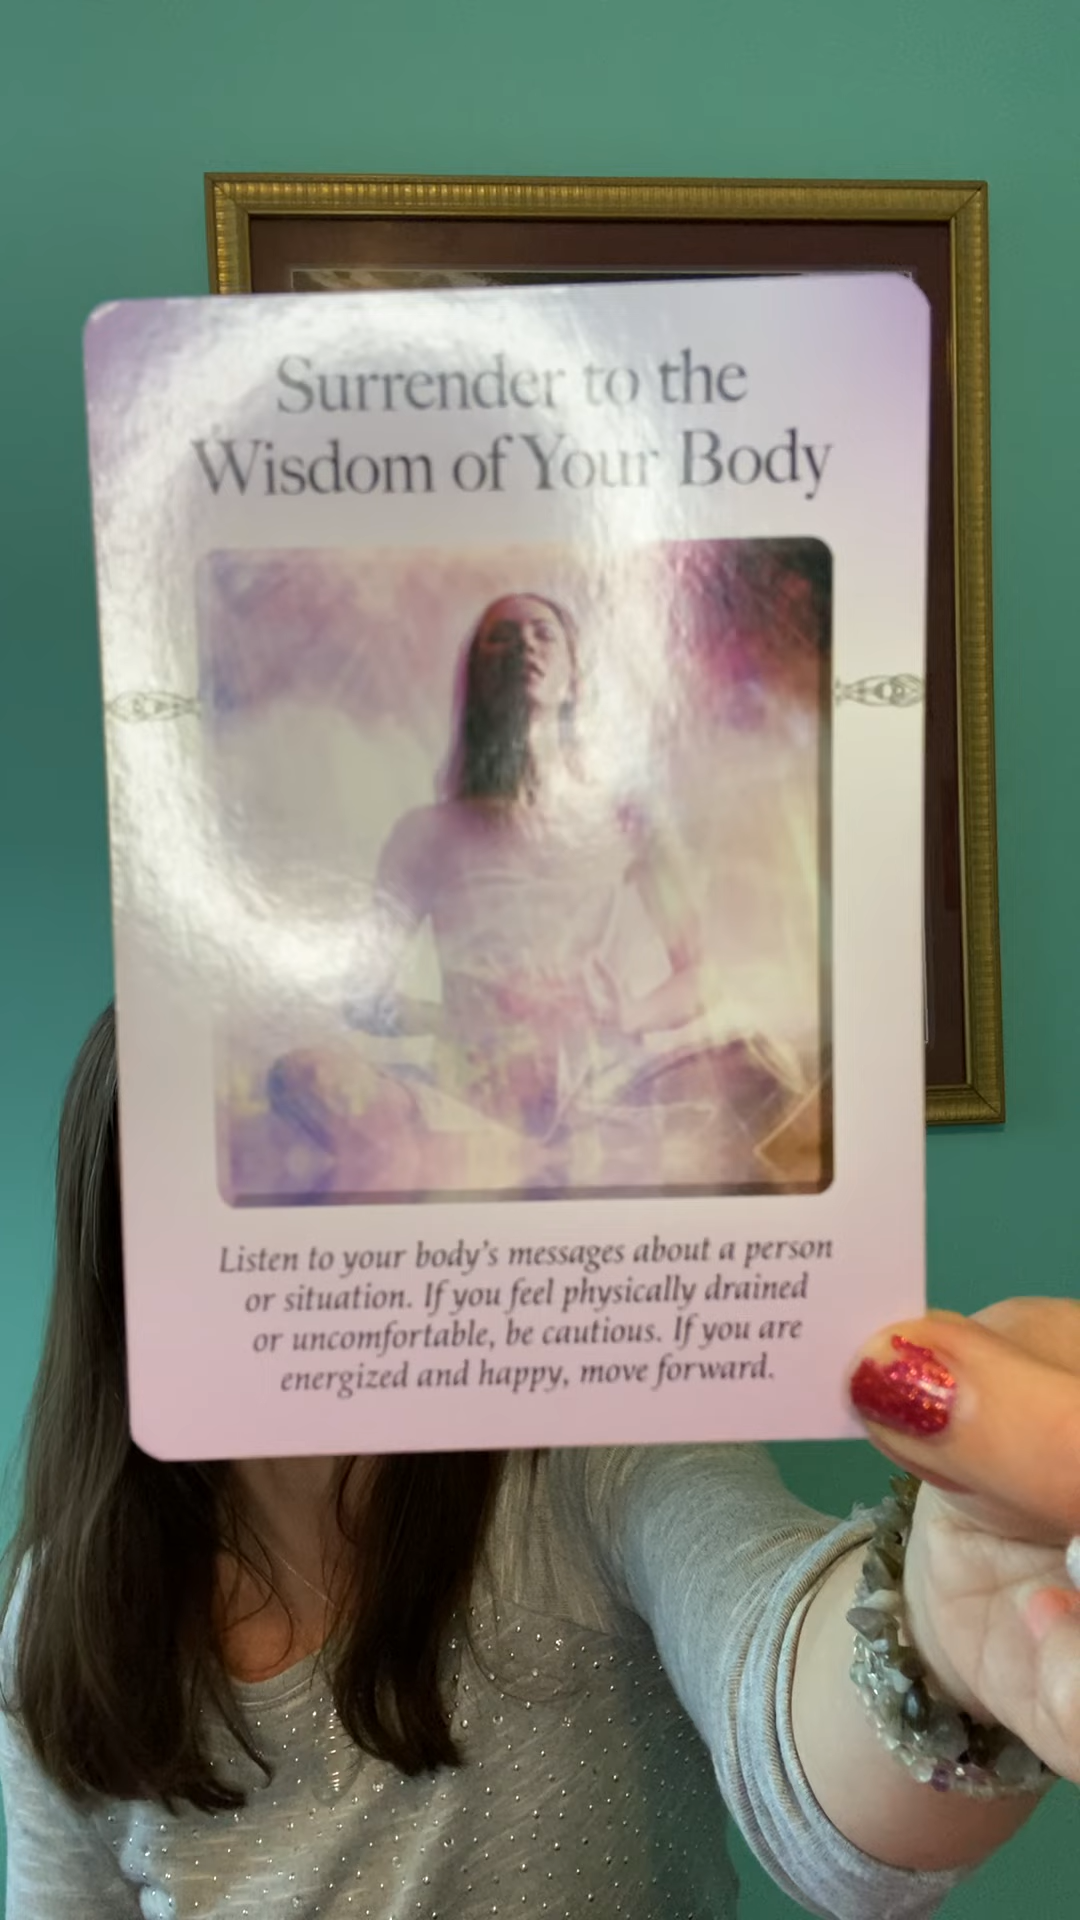 Surrender to the
Wisdom of Your Body
Listen to your body's messages about a person
or situation. If you feel physically drained
or uncomfortable, be cautious. If you are
energized and happy, move forward.